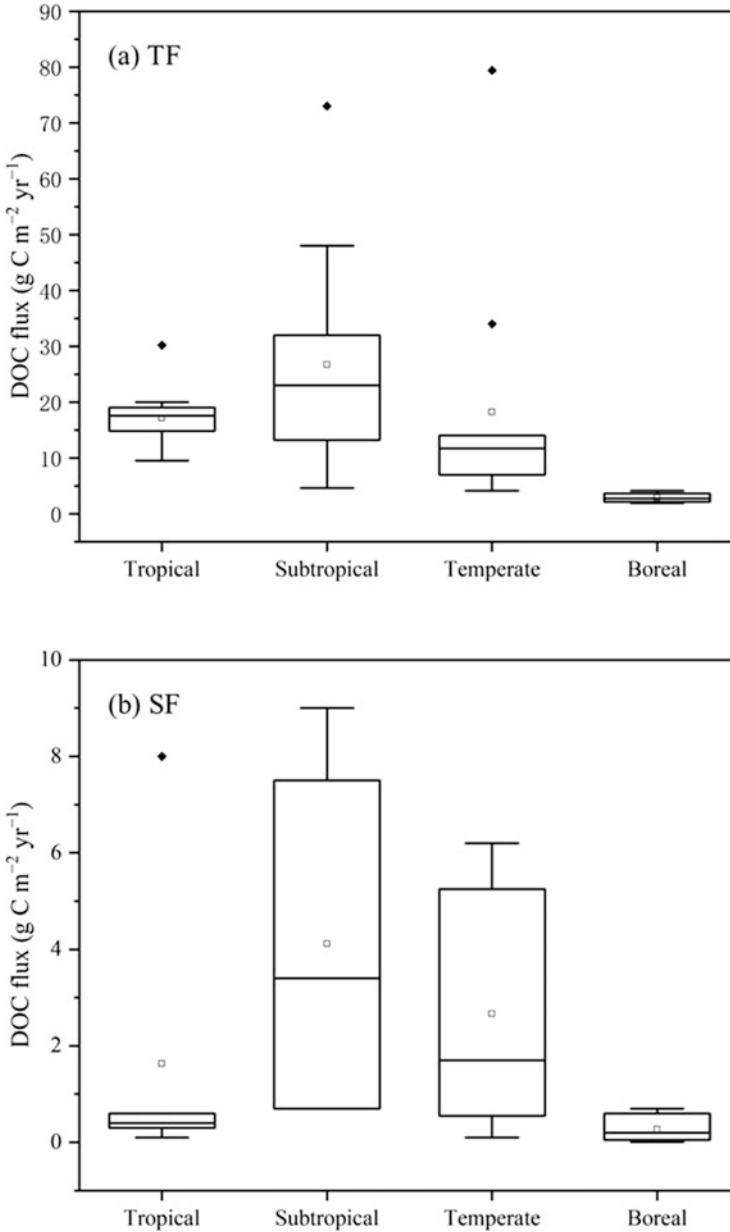 (a) TF
DOC flux (g C m⁻² yr⁻¹)
90
80
70
60
50
40
30
20
10
0
Tropical Subtropical Temperate Boreal
(b) SF
DOC flux (g C m⁻² yr⁻¹)
10
8
6
4
2
0
Tropical Subtropical Temperate Boreal